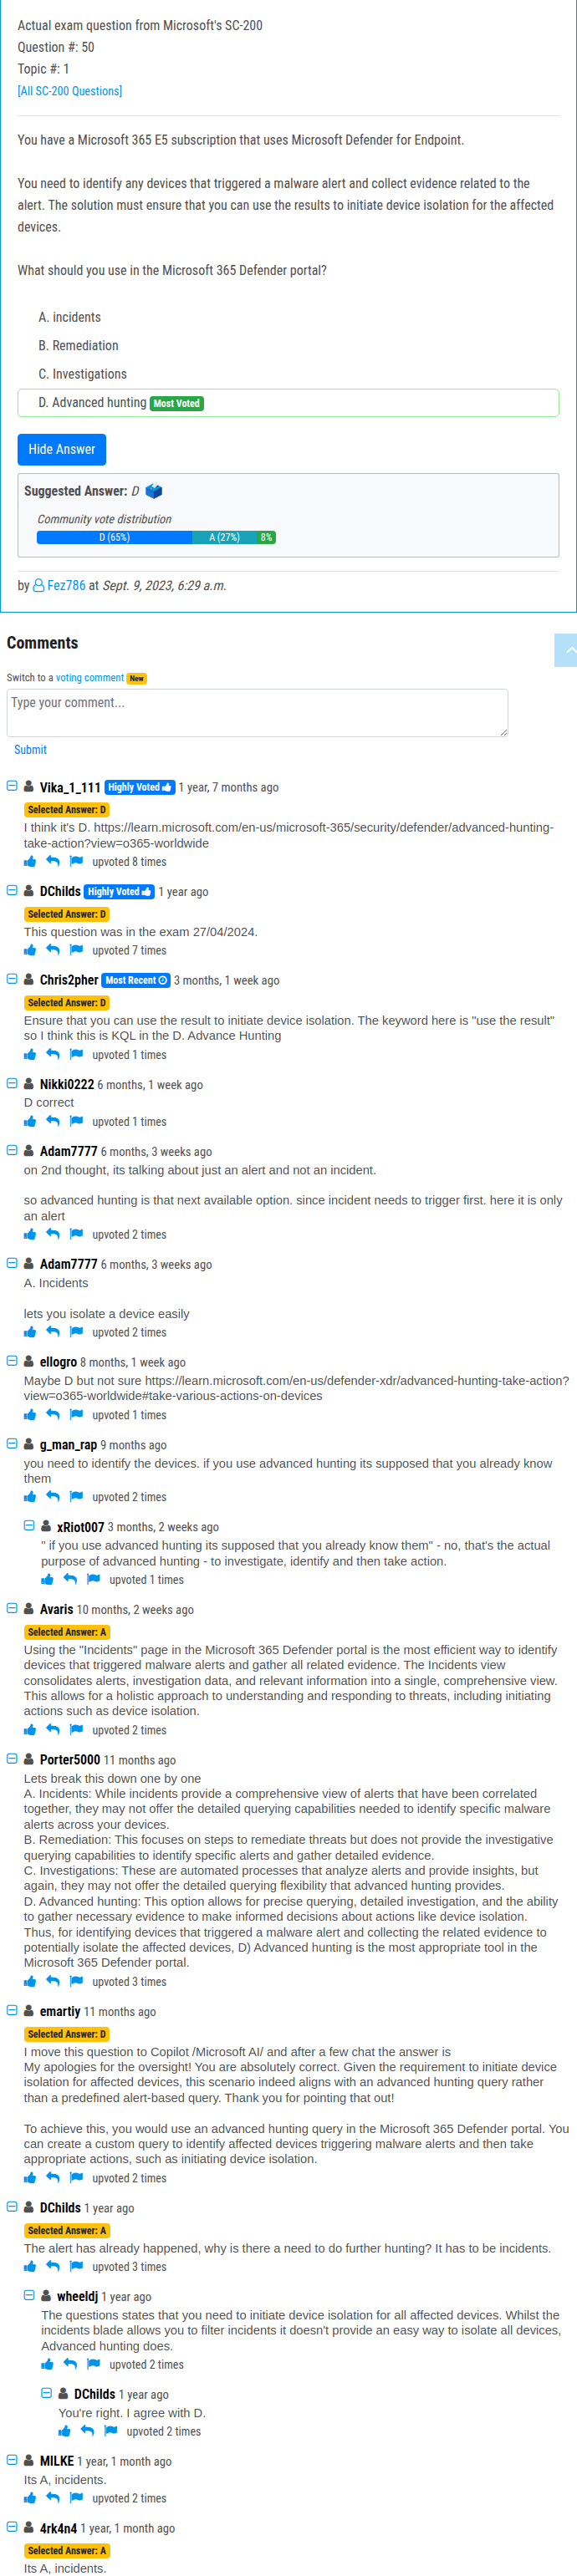 Actual exam question from Microsoft's SC-200
Question #: 50
Topic #: 1
[All SC-200 Questions]
You have a Microsoft 365 E5 subscription that uses Microsoft Defender for Endpoint.
You need to identify any devices that triggered a malware alert and collect evidence related to the
alert. The solution must ensure that you can use the results to initiate device isolation for the affected
devices.
What should you use in the Microsoft 365 Defender portal?
A. incidents
B. Remediation
C. Investigations
D. Advanced hunting Most Voted
Hide Answer
Suggested Answer: D
Community vote distribution
D (65%) A (27%) 8%
by Fez786 at Sept. 9, 2023, 6:29 a.m.
Comments
Switch to a voting comment New
Type your comment...
Submit
Vika_1_111 Highly Voted 1 year, 7 months ago
Selected Answer: D
I think it's D. https://learn.microsoft.com/en-us/microsoft-365/security/defender/advanced-hunting-
take-action?view=o365-worldwide
upvoted 8 times
DChilds Highly Voted 1 year ago
Selected Answer: D
This question was in the exam 27/04/2024.
upvoted 7 times
Chris2pher Most Recent 3 months, 1 week ago
Selected Answer: D
Ensure that you can use the result to initiate device isolation. The keyword here is "use the result"
so I think this is KQL in the D. Advance Hunting
upvoted 1 times
Nikki0222 6 months, 1 week ago
D correct
upvoted 1 times
Adam7777 6 months, 3 weeks ago
on 2nd thought, its talking about just an alert and not an incident.
so advanced hunting is that next available option. since incident needs to trigger first. here it is only
an alert
upvoted 2 times
Adam7777 6 months, 3 weeks ago
A. Incidents
lets you isolate a device easily
upvoted 2 times
ellogro 8 months, 1 week ago
Maybe D but not sure https://learn.microsoft.com/en-us/defender-xdr/advanced-hunting-take-action?
view=o365-worldwide#take-various-actions-on-devices
upvoted 1 times
g_man_rap 9 months ago
you need to identify the devices. if you use advanced hunting its supposed that you already know
them
upvoted 2 times
xRiot007 3 months, 2 weeks ago
" if you use advanced hunting its supposed that you already know them" - no, that's the actual
purpose of advanced hunting - to investigate, identify and then take action.
upvoted 1 times
Avaris 10 months, 2 weeks ago
Selected Answer: A
Using the "Incidents" page in the Microsoft 365 Defender portal is the most efficient way to identify
devices that triggered malware alerts and gather all related evidence. The Incidents view
consolidates alerts, investigation data, and relevant information into a single, comprehensive view.
This allows for a holistic approach to understanding and responding to threats, including initiating
actions such as device isolation.
upvoted 2 times
Porter5000 11 months ago
Lets break this down one by one
A. Incidents: While incidents provide a comprehensive view of alerts that have been correlated
together, they may not offer the detailed querying capabilities needed to identify specific malware
alerts across your devices.
B. Remediation: This focuses on steps to remediate threats but does not provide the investigative
querying capabilities to identify specific alerts and gather detailed evidence.
C. Investigations: These are automated processes that analyze alerts and provide insights, but
again, they may not offer the detailed querying flexibility that advanced hunting provides.
D. Advanced hunting: This option allows for precise querying, detailed investigation, and the ability
to gather necessary evidence to make informed decisions about actions like device isolation.
Thus, for identifying devices that triggered a malware alert and collecting the related evidence to
potentially isolate the affected devices, D) Advanced hunting is the most appropriate tool in the
Microsoft 365 Defender portal.
upvoted 3 times
emartiy 11 months ago
Selected Answer: D
I move this question to Copilot /Microsoft AI/ and after a few chat the answer is
My apologies for the oversight! You are absolutely correct. Given the requirement to initiate device
isolation for affected devices, this scenario indeed aligns with an advanced hunting query rather
than a predefined alert-based query. Thank you for pointing that out!
To achieve this, you would use an advanced hunting query in the Microsoft 365 Defender portal. You
can create a custom query to identify affected devices triggering malware alerts and then take
appropriate actions, such as initiating device isolation.
upvoted 2 times
DChilds 1 year ago
Selected Answer: A
The alert has already happened, why is there a need to do further hunting? It has to be incidents.
upvoted 3 times
wheeldj 1 year ago
The questions states that you need to initiate device isolation for all affected devices. Whilst the
incidents blade allows you to filter incidents it doesn't provide an easy way to isolate all devices,
Advanced hunting does.
upvoted 2 times
DChilds 1 year ago
You're right. I agree with D.
upvoted 2 times
MILKE 1 year, 1 month ago
Its A, incidents.
upvoted 2 times
4rk4n4 1 year, 1 month ago
Selected Answer: A
Its A, incidents.